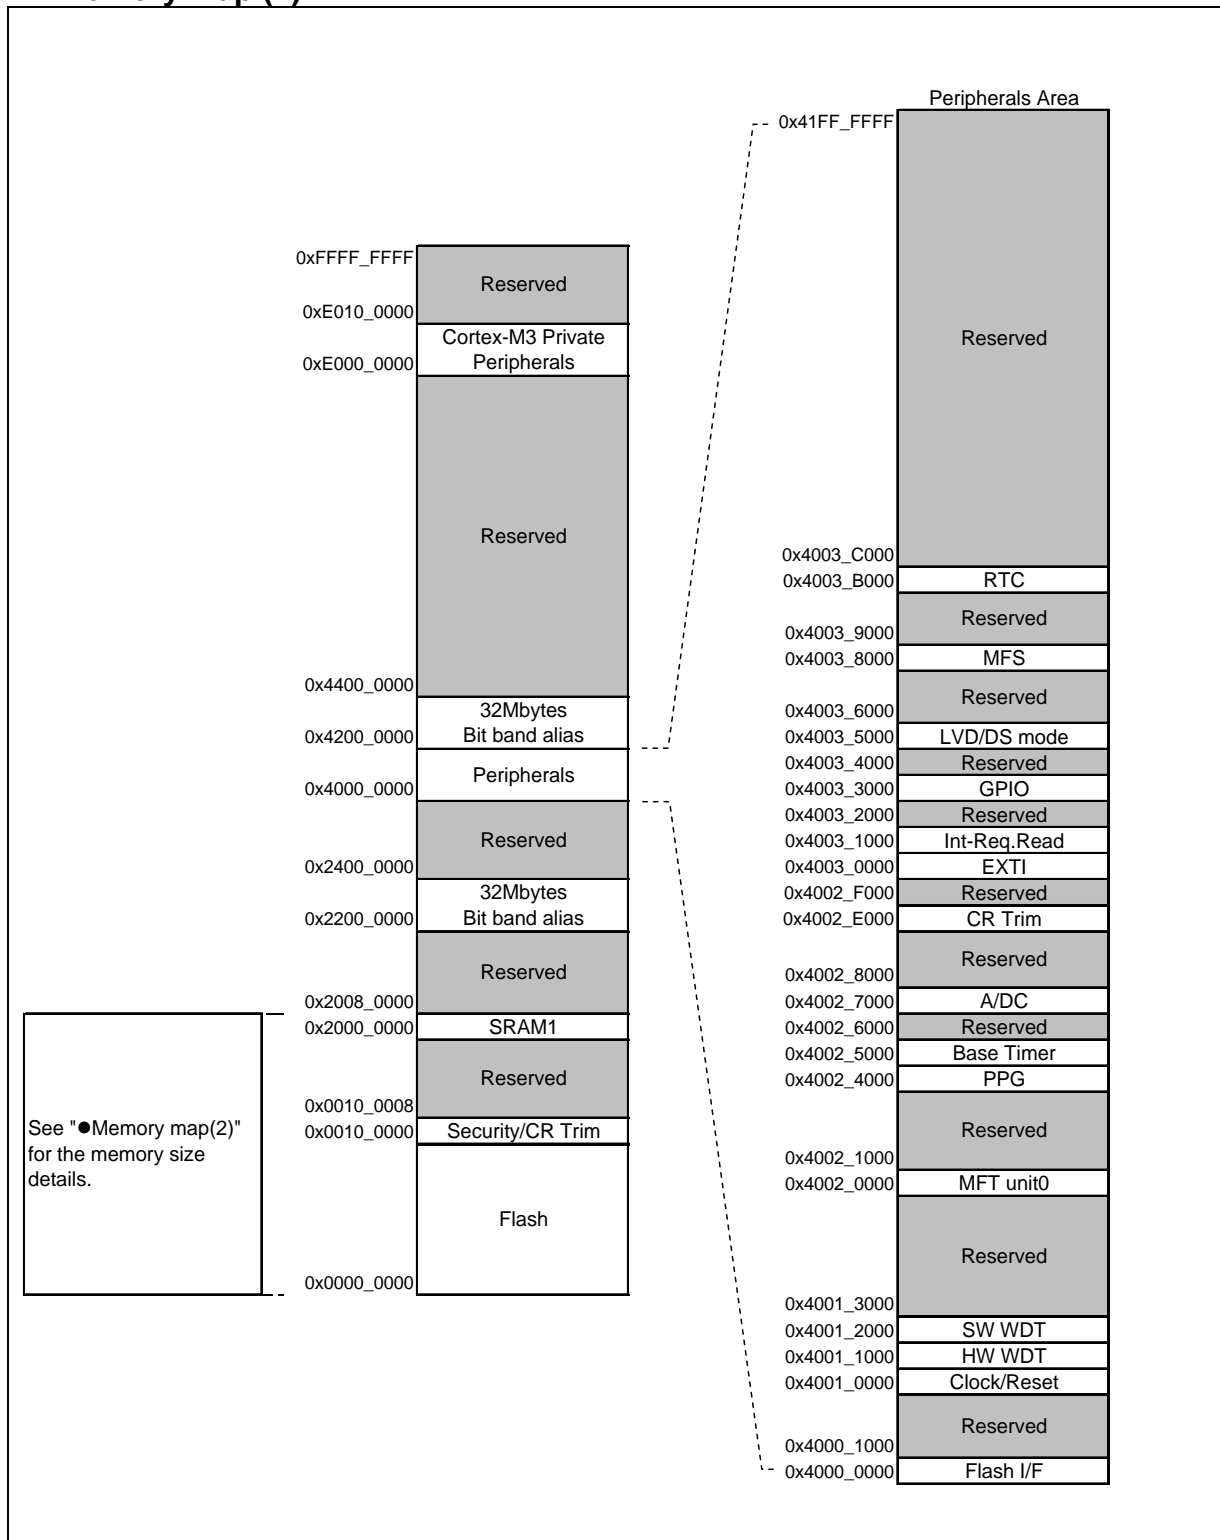 Peripherals Area
0x41FF_FFFF
Reserved
0x4003_C000
0x4003_B000 RTC
Reserved
0x4003_9000
0x4003_8000 MFS
Reserved
0x4003_6000
0x4003_5000 LVD/DS mode
0x4003_4000 Reserved
0x4003_3000 GPIO
0x4003_2000 Reserved
0x4003_1000 Int-Req.Read
0x4003_0000 EXTI
0x4002_F000 Reserved
0x4002_E000 CR Trim
Reserved
0x4002_8000
0x4002_7000 A/DC
0x4002_6000 Reserved
0x4002_5000 Base Timer
0x4002_4000 PPG
Reserved
0x4002_1000
0x4002_0000 MFT unit0
Reserved
0x4001_3000
0x4001_2000 SW WDT
0x4001_1000 HW WDT
0x4001_0000 Clock/Reset
Reserved
0x4000_1000
0x4000_0000 Flash I/F
0xFFFF_FFFF
Reserved
0xE010_0000
Cortex-M3 Private
0xE000_0000 Peripherals
Reserved
0x4400_0000
32Mbytes
0x4200_0000 Bit band alias
Peripherals
0x4000_0000
Reserved
0x2400_0000
32Mbytes
0x2200_0000 Bit band alias
Reserved
0x2008_0000
0x2000_0000 SRAM1
Reserved
0x0010_0008
0x0010_0000 Security/CR Trim
Flash
0x0000_0000
See "●Memory map(2)"
for the memory size
details.